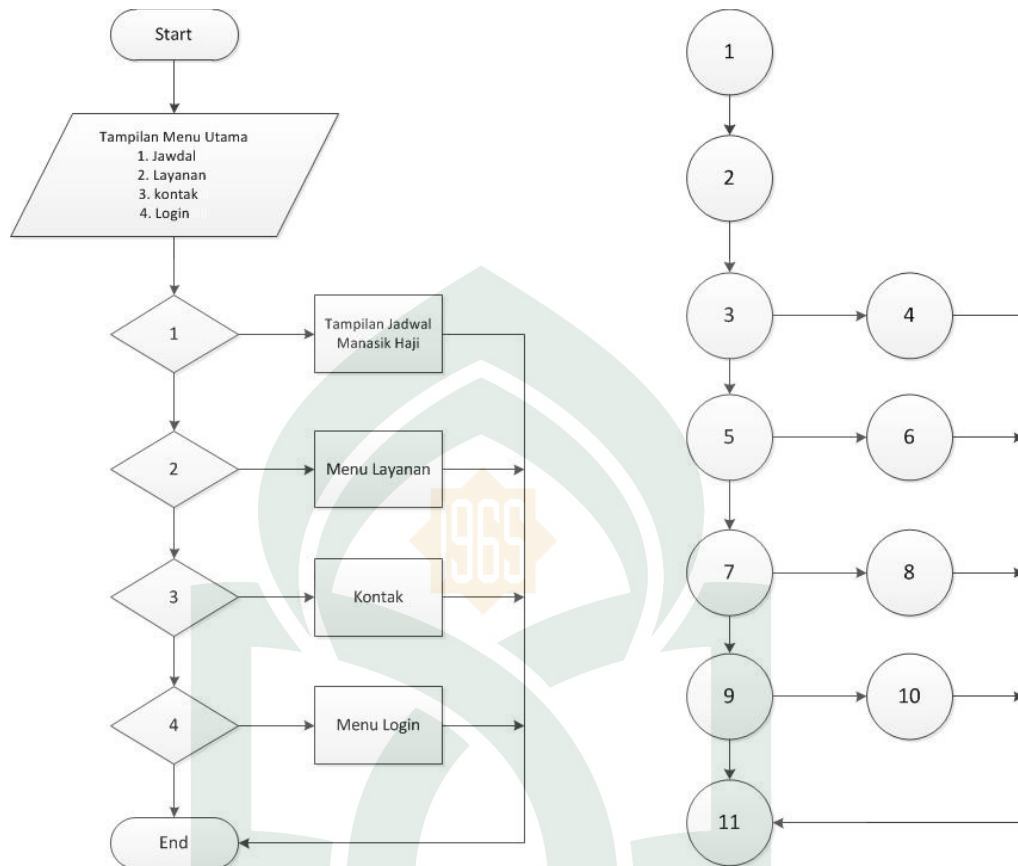 Start
Tampilan Menu Utama
1. Jawdal
2. Layanan
3. kontak
4. Login
1
Tampilan Jadwal
Manasik Haji
2
Menu Layanan
3
Kontak
4
Menu Login
End
1965
1
2
3
4
5
6
7
8
9
10
11